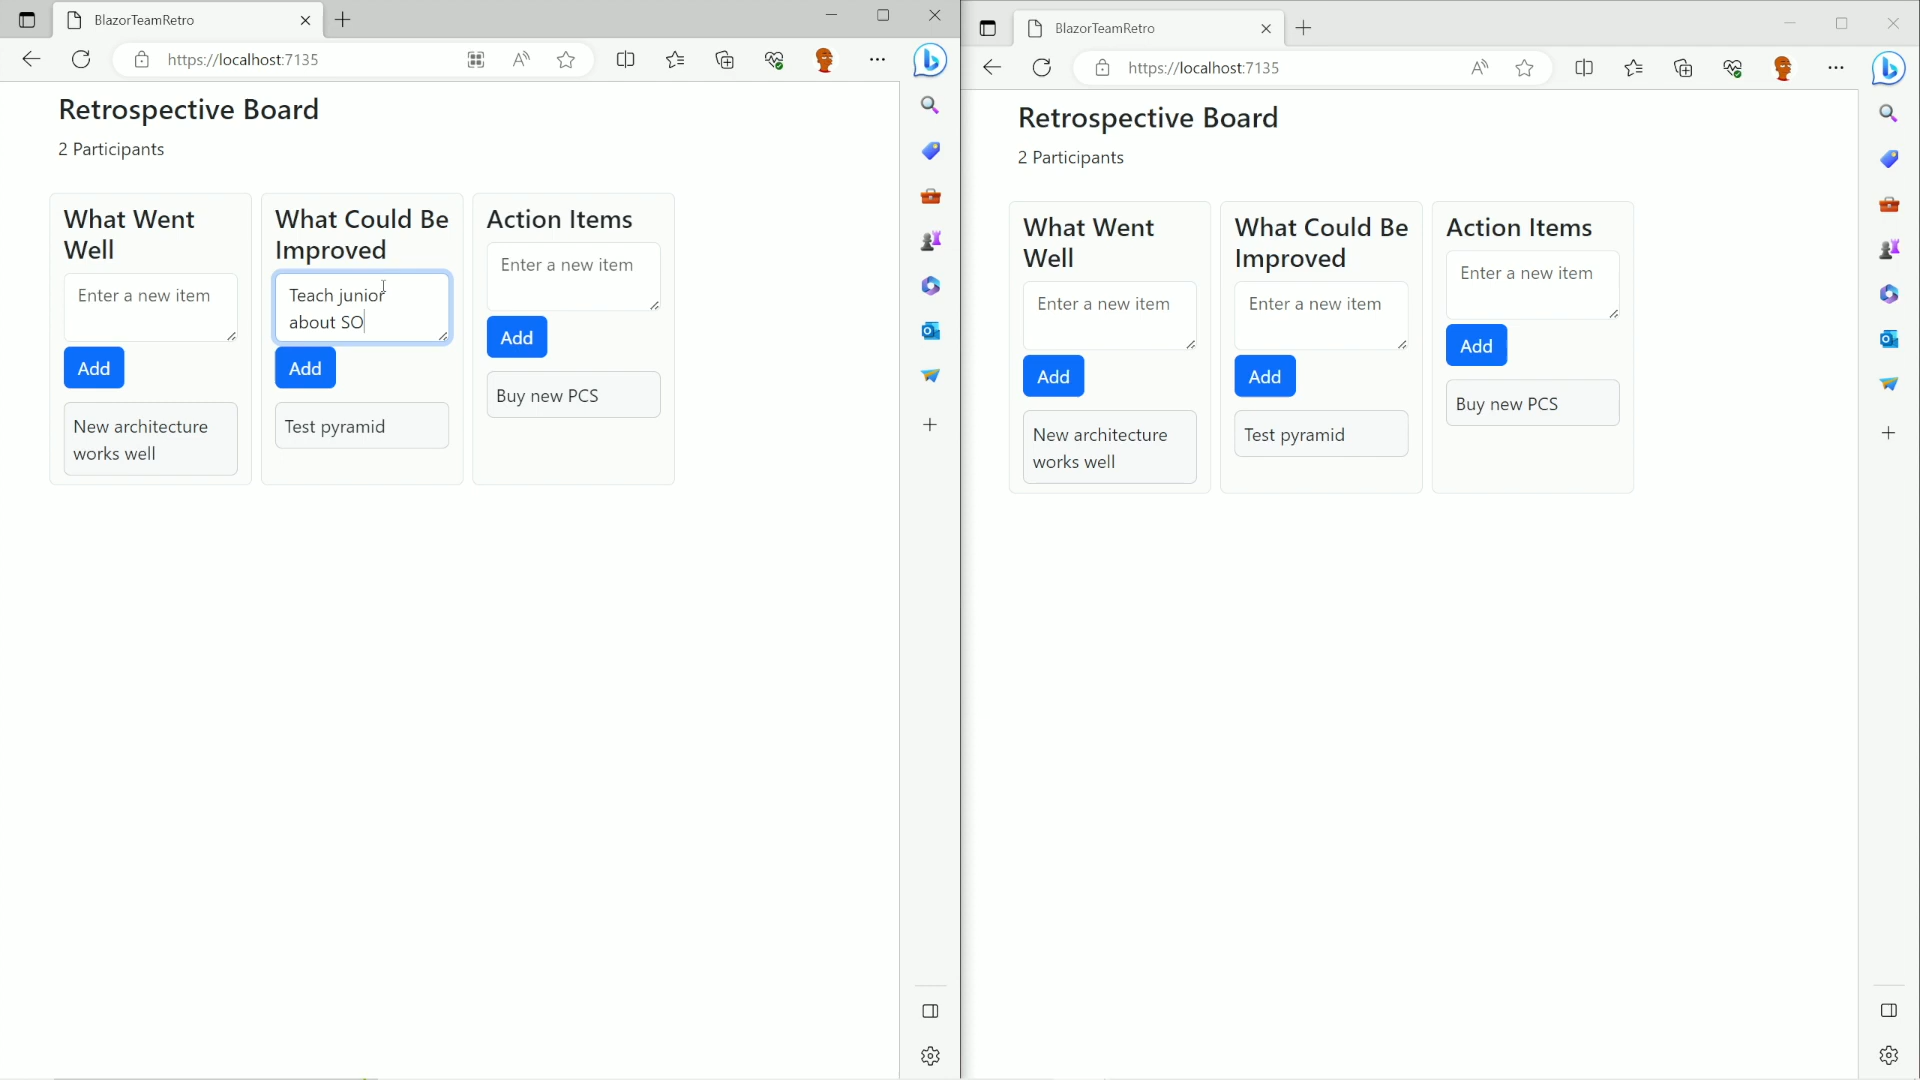 BlazorTeamRetro
https://localhost:7135
Retrospective Board
2 Participants
What Went
Well
Enter a new item
Add
New architecture
works well
What Could Be
Improved
Teach junior
about SO
Add
Test pyramid
Action Items
Enter a new item
Add
Buy new PCS
BlazorTeamRetro
https://localhost:7135
Retrospective Board
2 Participants
What Went
Well
Enter a new item
Add
New architecture
works well
What Could Be
Improved
Enter a new item
Add
Test pyramid
Action Items
Enter a new item
Add
Buy new PCS